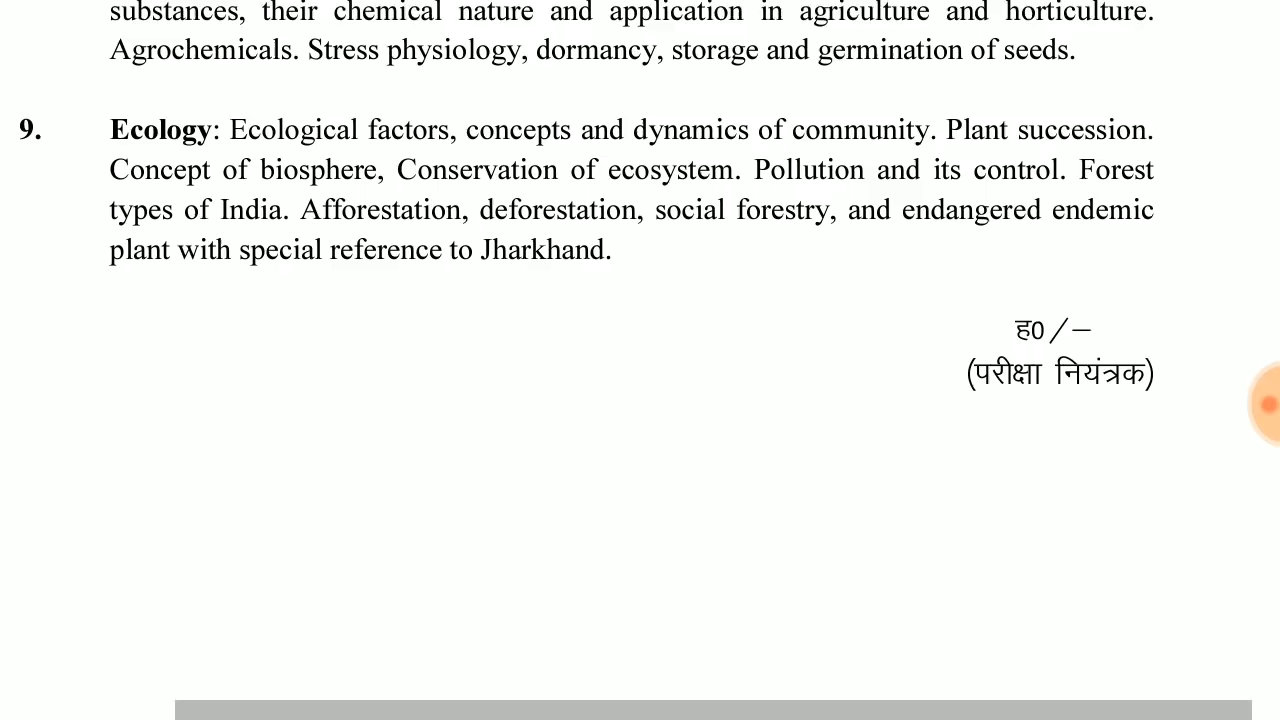 substances, their chemical nature and application in agriculture and horticulture.
Agrochemicals. Stress physiology, dormancy, storage and germination of seeds.
9. Ecology: Ecological factors, concepts and dynamics of community. Plant succession.
Concept of biosphere, Conservation of ecosystem. Pollution and its control. Forest
types of India. Afforestation, deforestation, social forestry, and endangered endemic
plant with special reference to Jharkhand.
ह0/–
(परीक्षा नियंत्रक)